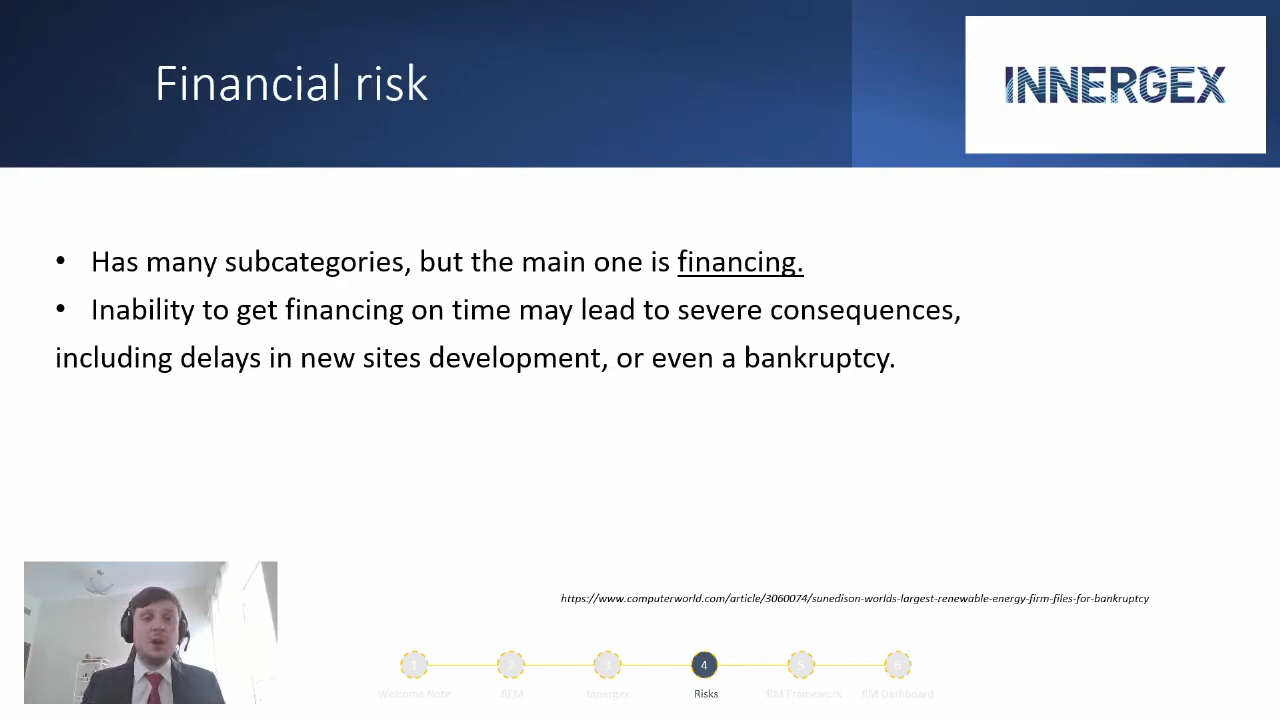 Financial risk
INNERGEX
• Has many subcategories, but the main one is financing.
• Inability to get financing on time may lead to severe consequences,
including delays in new sites development, or even a bankruptcy.
https://www.computerworld.com/article/3060074/sunedison-worlds-largest-renewable-energy-firm-files-for-bankruptcy
1 2 3 4 5 6
Welcome Note Innergex Risks RM Framework RM Dashboard